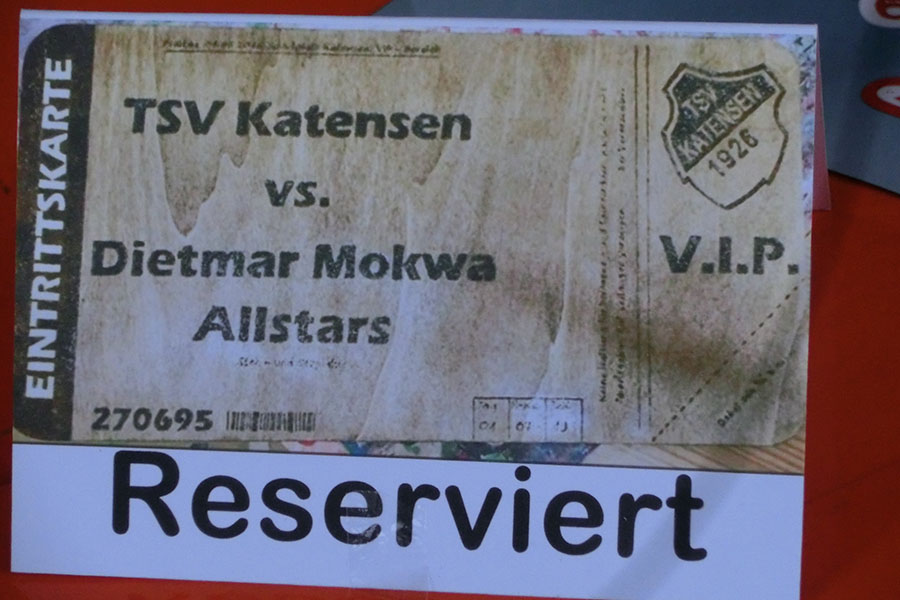 EINTRITTSKARTE
TSV Katensen
vs.
Dietmar Mokwa
Allstars
270695
TSV
KATENSEN
1926
V.I.P.
Reserviert